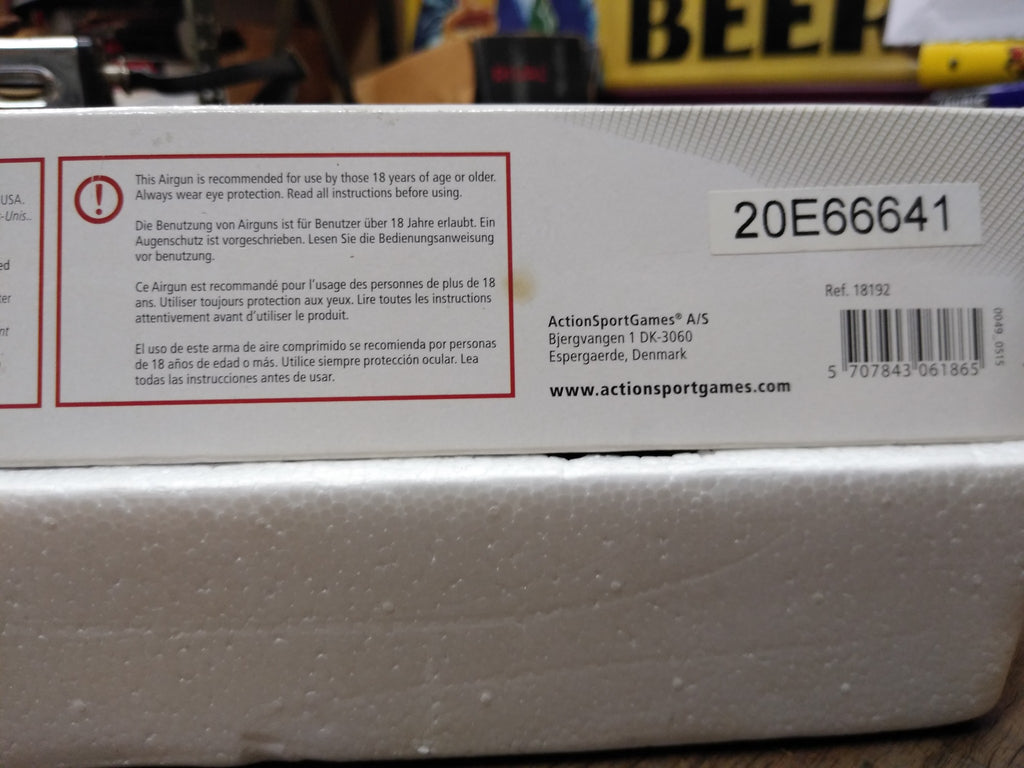 BEER
USA.
-Unis..
ed
ter
nt
This Airgun is recommended for use by those 18 years of age or older.
Always wear eye protection. Read all instructions before using.
Die Benutzung von Airguns ist für Benutzer über 18 Jahre erlaubt. Ein
Augenschutz ist vorgeschrieben. Lesen Sie die Bedienungsanweisung
vor benutzung.
Ce Airgun est recommandé pour l'usage des personnes de plus de 18
ans. Utiliser toujours protection aux yeux. Lire toutes les instructions
attentivement avant d'utiliser le produit.
El uso de este arma de aire comprimido se recomienda por personas
de 18 años de edad o más. Utilice siempre protección ocular. Lea
todas las instrucciones antes de usar.
ActionSportGames® A/S
Bjergvangen 1 DK-3060
Espergaerde, Denmark
www.actionsportgames.com
20E66641
Ref. 18192
5 707843 061865
0049_0515